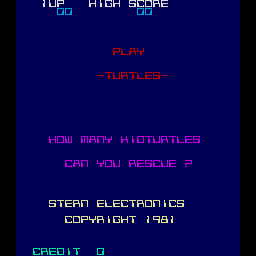 1UP HIGH SCORE
00 00
PLAY
-TURTLES-
HOW MANY KIDTURTLES
CAN YOU RESCUE ?
STERN ELECTRONICS
COPYRIGHT 1981
CREDIT 0